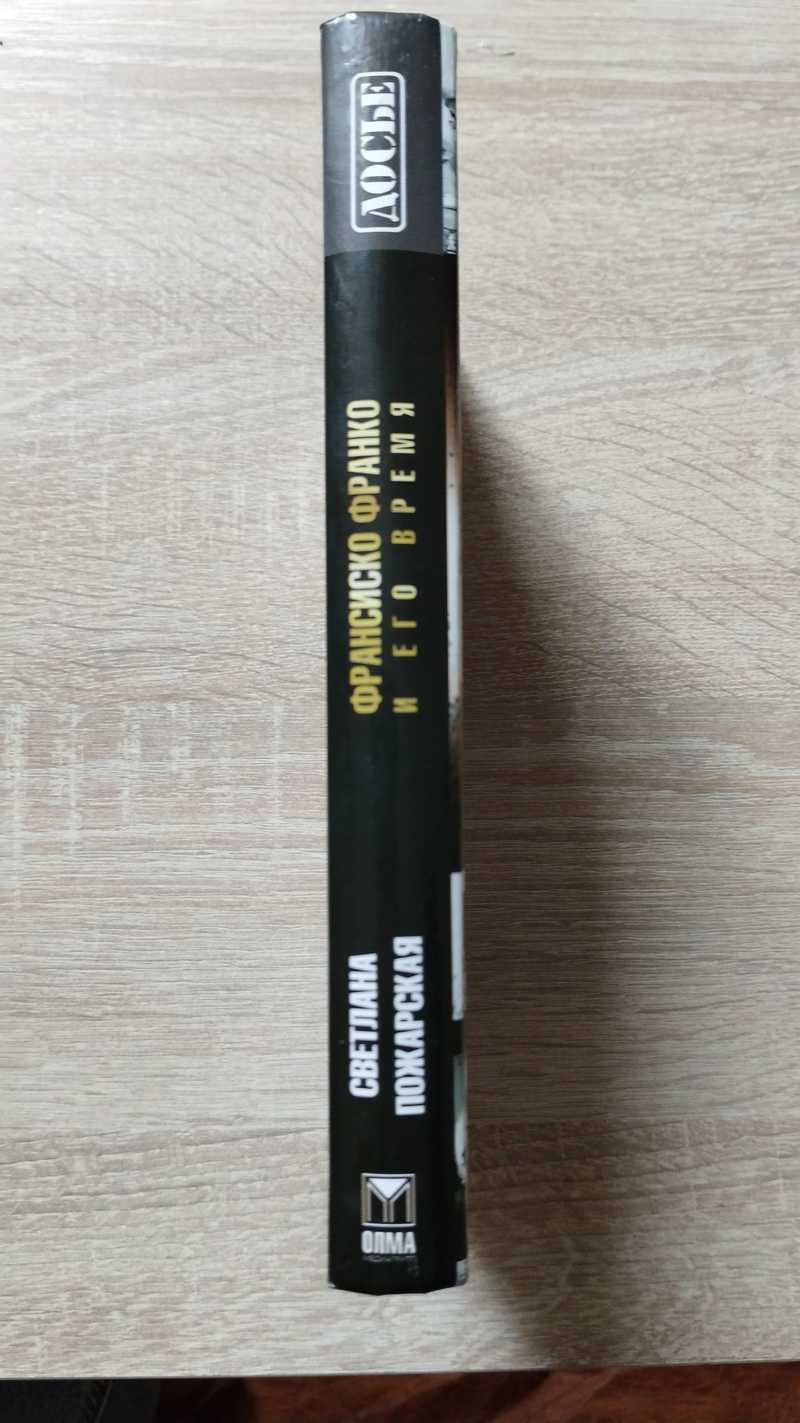 ДОСЬЕ
ФРАНСИСКО ФРАНКО
И ЕГО ВРЕМЯ
СВЕТЛАНА
ПОЖАРСКАЯ
ОЛМА